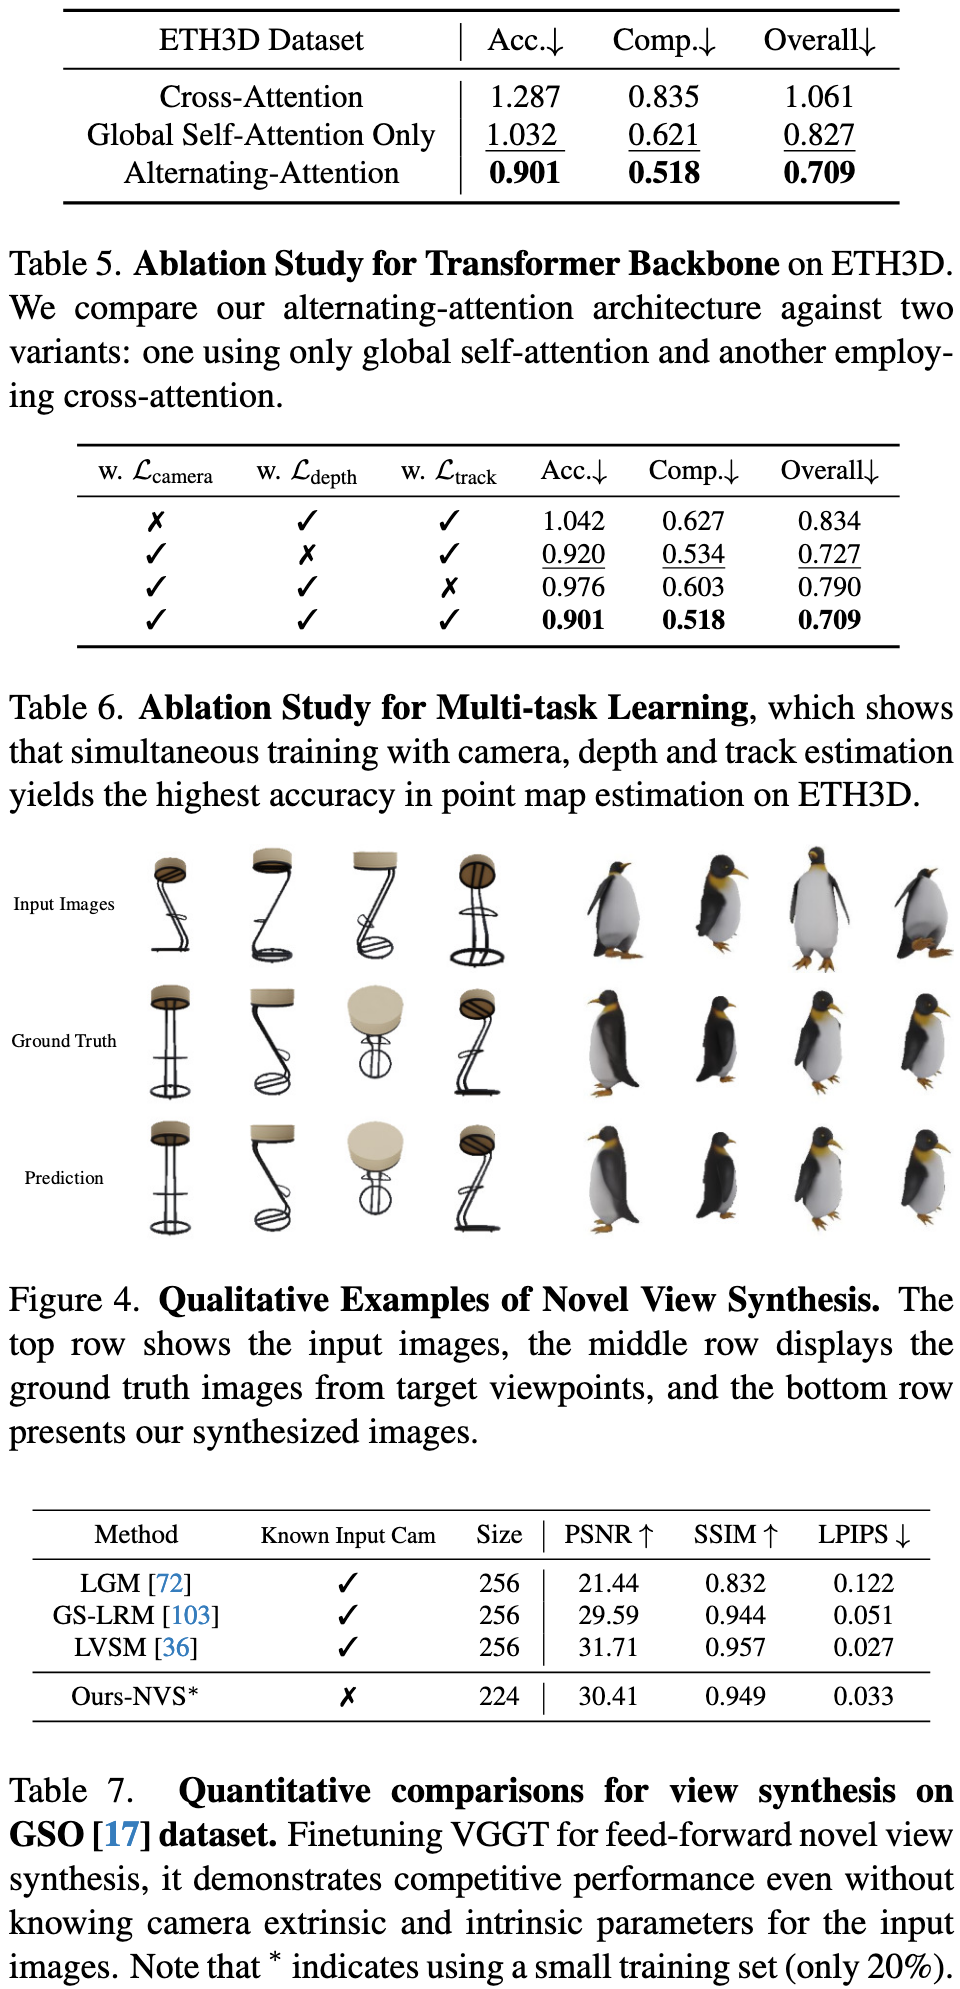 ETH3D Dataset Acc.↓ Comp.↓ Overall↓
Cross-Attention 1.287 0.835 1.061
Global Self-Attention Only 1.032 0.621 0.827
Alternating-Attention 0.901 0.518 0.709
Table 5. Ablation Study for Transformer Backbone on ETH3D.
We compare our alternating-attention architecture against two
variants: one using only global self-attention and another employ-
ing cross-attention.
w. ℒcamera w. ℒdepth w. ℒtrack Acc.↓ Comp.↓ Overall↓
✗ ✓ ✓ 1.042 0.627 0.834
✓ ✗ ✓ 0.920 0.534 0.727
✓ ✓ ✗ 0.976 0.603 0.790
✓ ✓ ✓ 0.901 0.518 0.709
Table 6. Ablation Study for Multi-task Learning, which shows
that simultaneous training with camera, depth and track estimation
yields the highest accuracy in point map estimation on ETH3D.
Input Images
Ground Truth
Prediction
Figure 4. Qualitative Examples of Novel View Synthesis. The
top row shows the input images, the middle row displays the
ground truth images from target viewpoints, and the bottom row
presents our synthesized images.
Method Known Input Cam Size PSNR ↑ SSIM ↑ LPIPS ↓
LGM [72] ✓ 256 21.44 0.832 0.122
GS-LRM [103] ✓ 256 29.59 0.944 0.051
LVSM [36] ✓ 256 31.71 0.957 0.027
Ours-NVS* ✗ 224 30.41 0.949 0.033
Table 7. Quantitative comparisons for view synthesis on
GSO [17] dataset. Finetuning VGGT for feed-forward novel view
synthesis, it demonstrates competitive performance even without
knowing camera extrinsic and intrinsic parameters for the input
images. Note that * indicates using a small training set (only 20%).